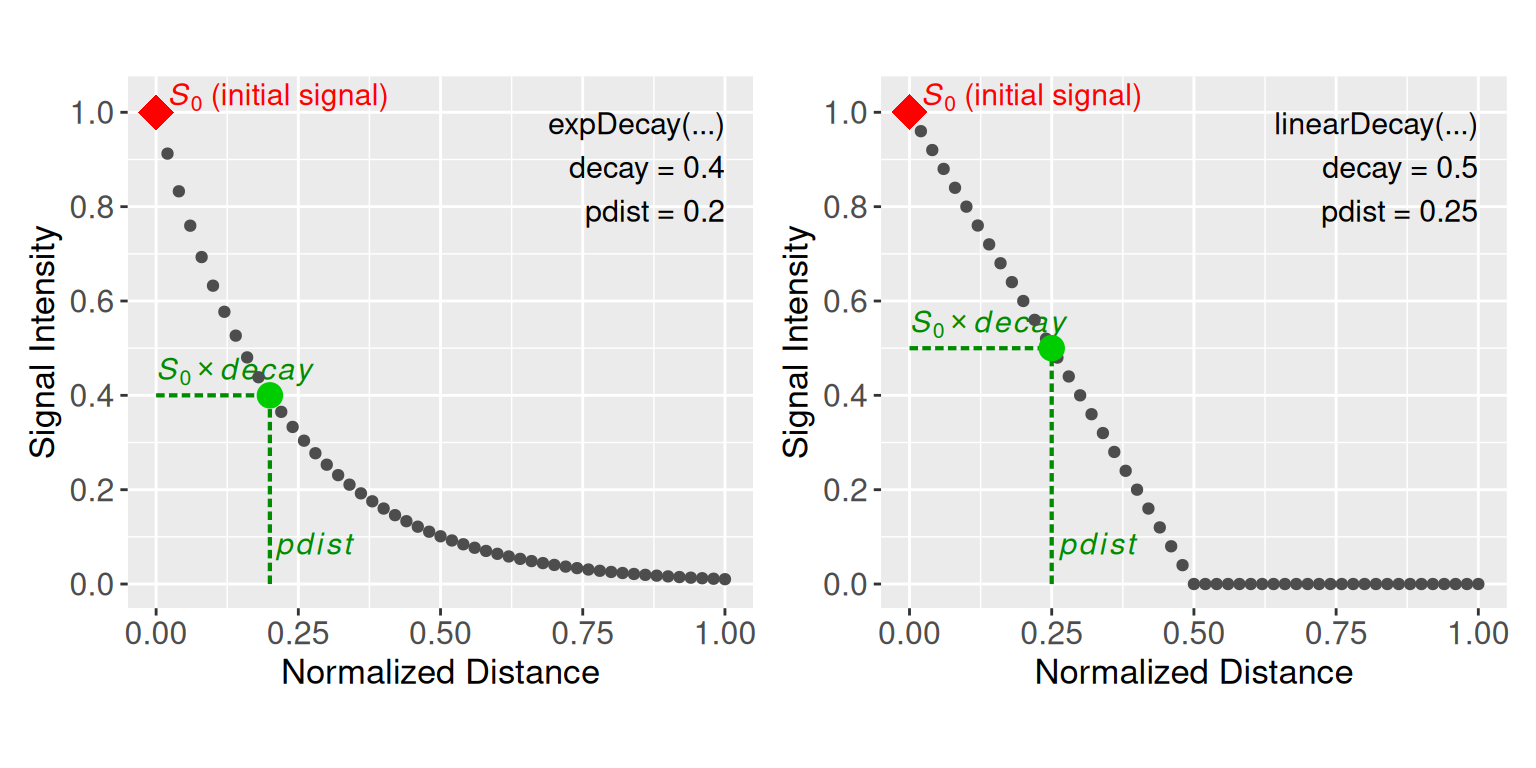 S₀ (initial signal)
expDecay(...)
decay = 0.4
pdist = 0.2
S₀ × decay
pdist
1.0
0.8
0.6
0.4
0.2
0.0
Signal Intensity
0.00 0.25 0.50 0.75 1.00
Normalized Distance
S₀ (initial signal)
linearDecay(...)
decay = 0.5
pdist = 0.25
S₀ × decay
pdist
1.0
0.8
0.6
0.4
0.2
0.0
Signal Intensity
0.00 0.25 0.50 0.75 1.00
Normalized Distance